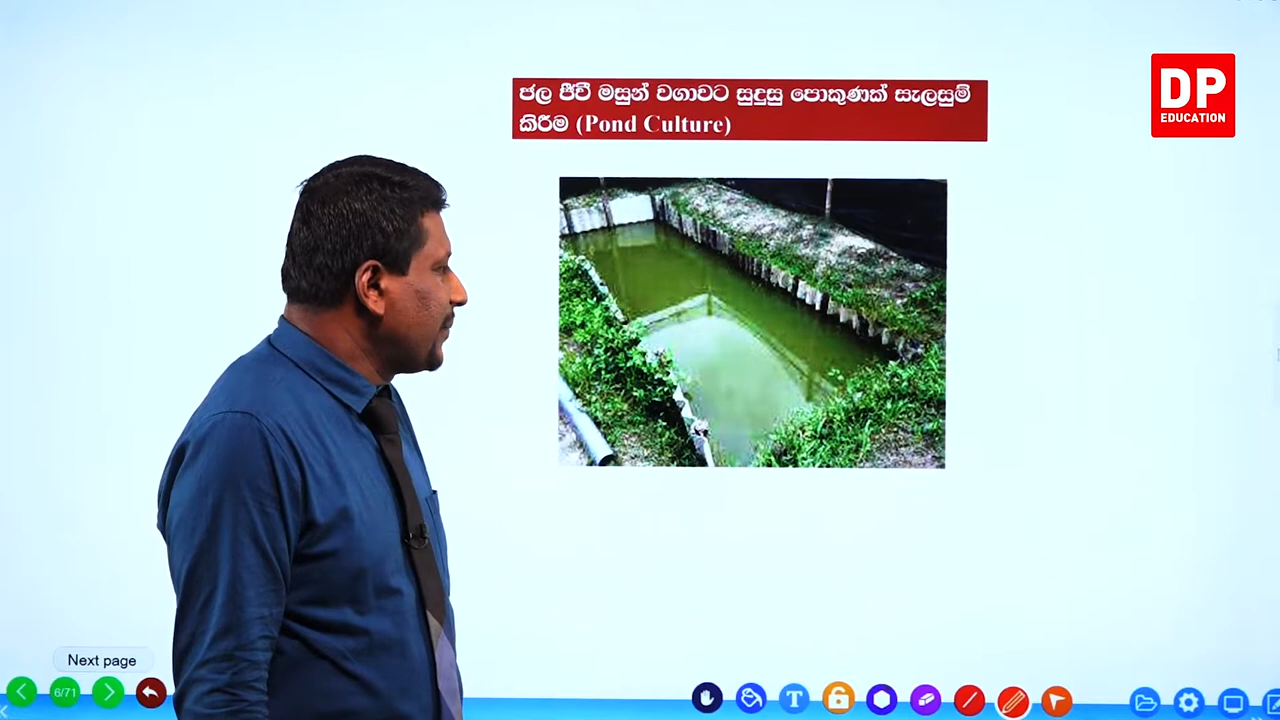 DP
EDUCATION
ජල ජීවී මසුන් වගාවට සුදුසු පොකුණක් සැලසුම්
කිරීම (Pond Culture)
Next page
6/71
T